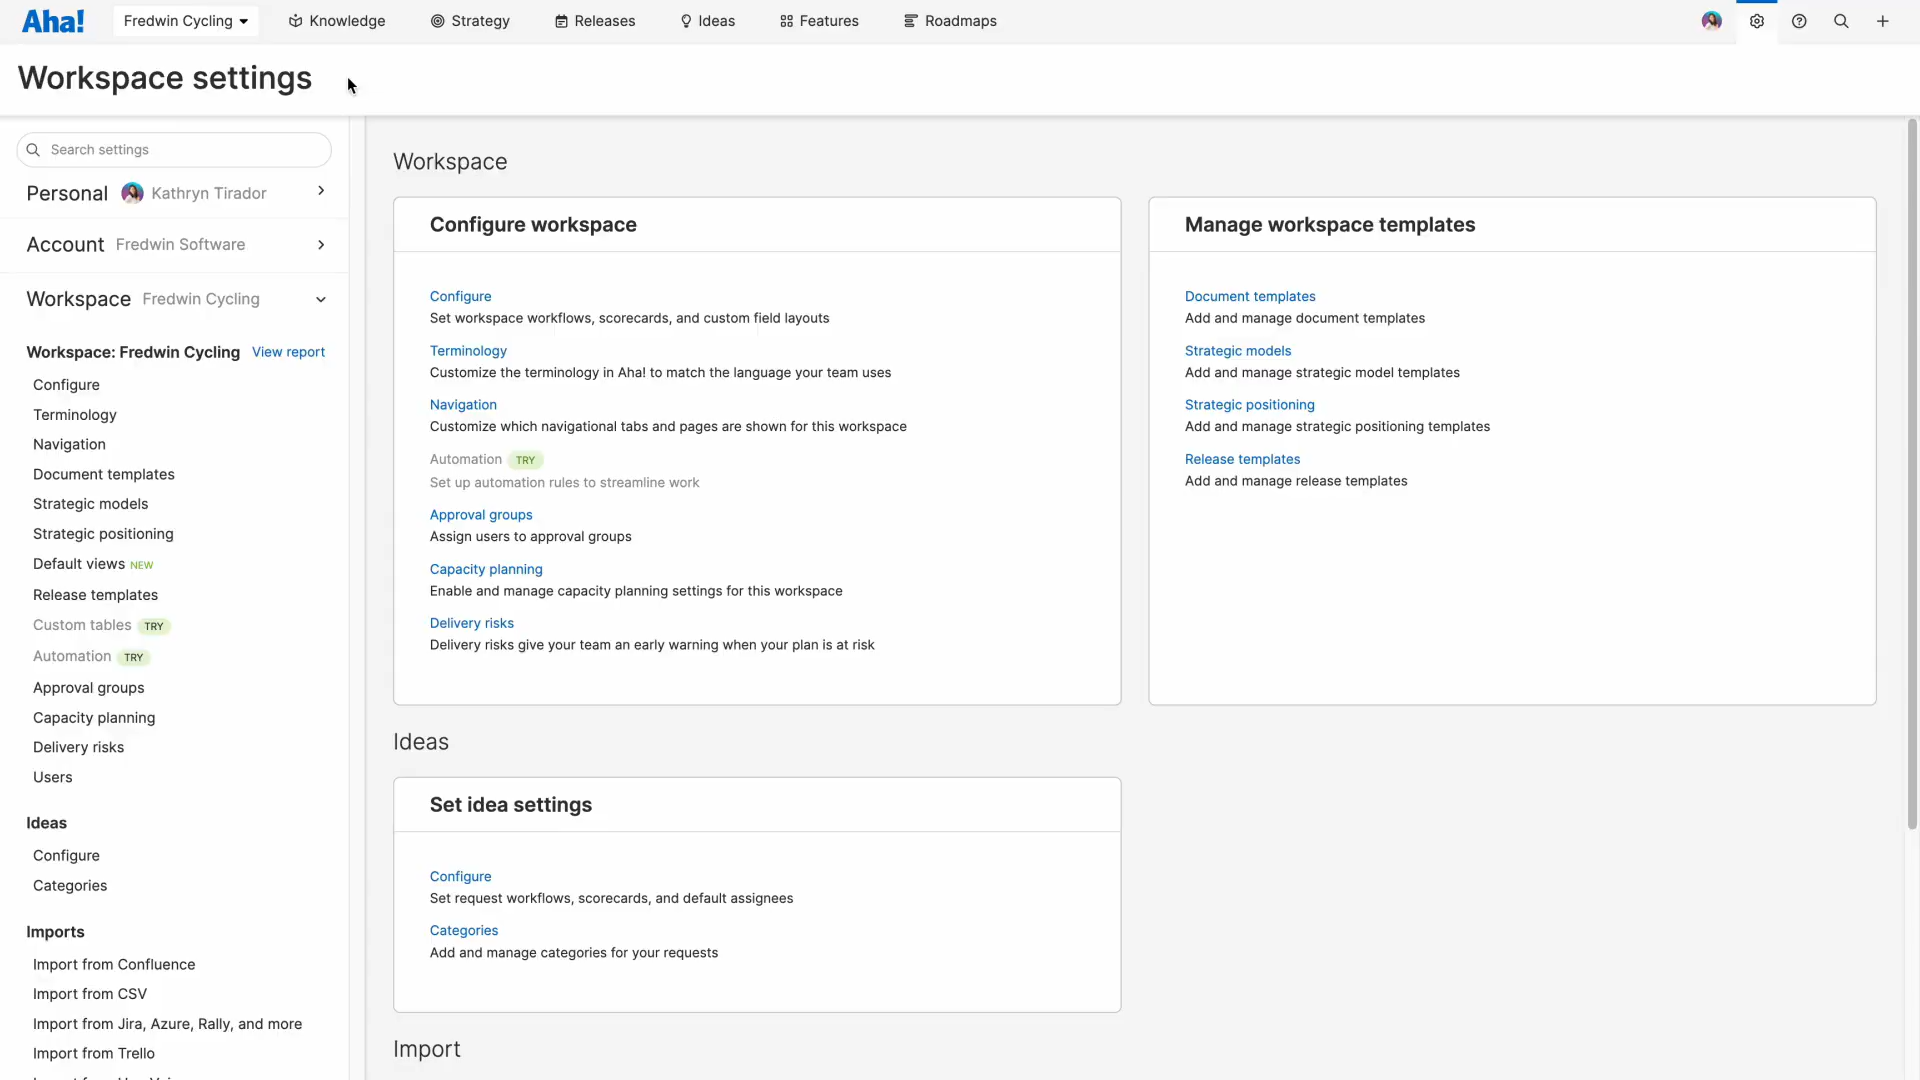 Aha!
Fredwin Cycling
Knowledge
Strategy
Releases
Ideas
Features
Roadmaps
Workspace settings
Search settings
Personal Kathryn Tirador
Account Fredwin Software
Workspace Fredwin Cycling
Workspace: Fredwin Cycling View report
Configure
Terminology
Navigation
Document templates
Strategic models
Strategic positioning
Default views NEW
Release templates
Custom tables TRY
Automation TRY
Approval groups
Capacity planning
Delivery risks
Users
Ideas
Configure
Categories
Imports
Import from Confluence
Import from CSV
Import from Jira, Azure, Rally, and more
Import from Trello
Workspace
Configure workspace
Configure
Set workspace workflows, scorecards, and custom field layouts
Terminology
Customize the terminology in Aha! to match the language your team uses
Navigation
Customize which navigational tabs and pages are shown for this workspace
Automation TRY
Set up automation rules to streamline work
Approval groups
Assign users to approval groups
Capacity planning
Enable and manage capacity planning settings for this workspace
Delivery risks
Delivery risks give your team an early warning when your plan is at risk
Manage workspace templates
Document templates
Add and manage document templates
Strategic models
Add and manage strategic model templates
Strategic positioning
Add and manage strategic positioning templates
Release templates
Add and manage release templates
Ideas
Set idea settings
Configure
Set request workflows, scorecards, and default assignees
Categories
Add and manage categories for your requests
Import